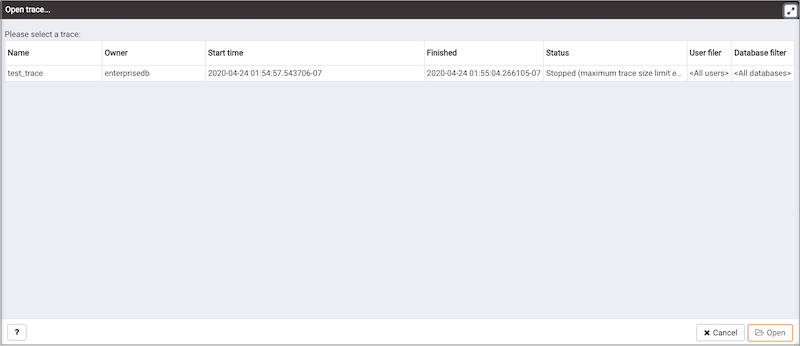 Open trace...
Please select a trace:
Name Owner Start time Finished Status User filer Database filter
test_trace enterprisedb 2020-04-24 01:54:57.543706-07 2020-04-24 01:55:04.266105-07 Stopped (maximum trace size limit e... <All users> <All databases>
? Cancel Open